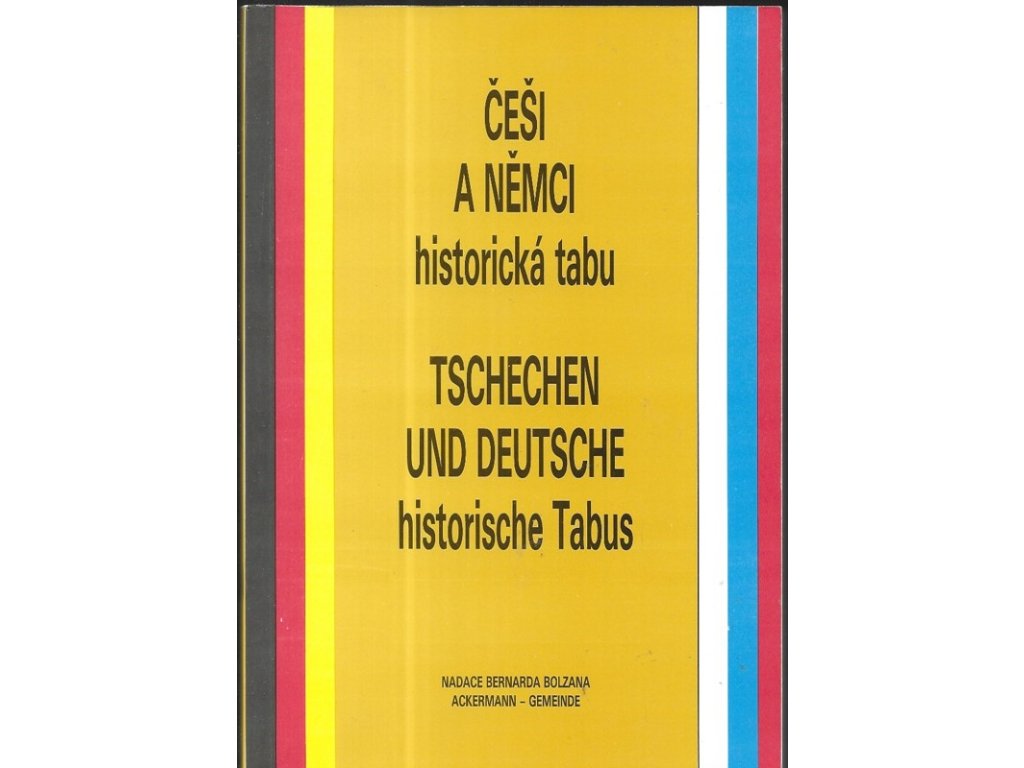 ČEŠI
A NĚMCI
historická tabu
TSCHECHEN
UND DEUTSCHE
historische Tabus
NADACE BERNARDA BOLZANA
ACKERMANN – GEMEINDE